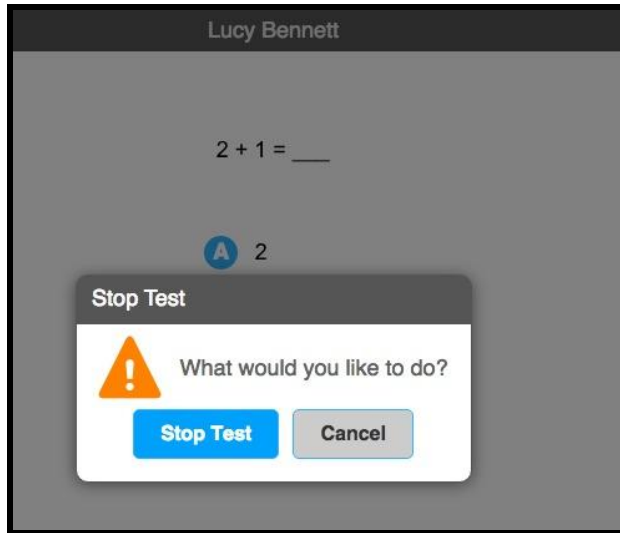 Lucy Bennett
2 + 1 = ___
A 2
Stop Test
What would you like to do?
Stop Test Cancel